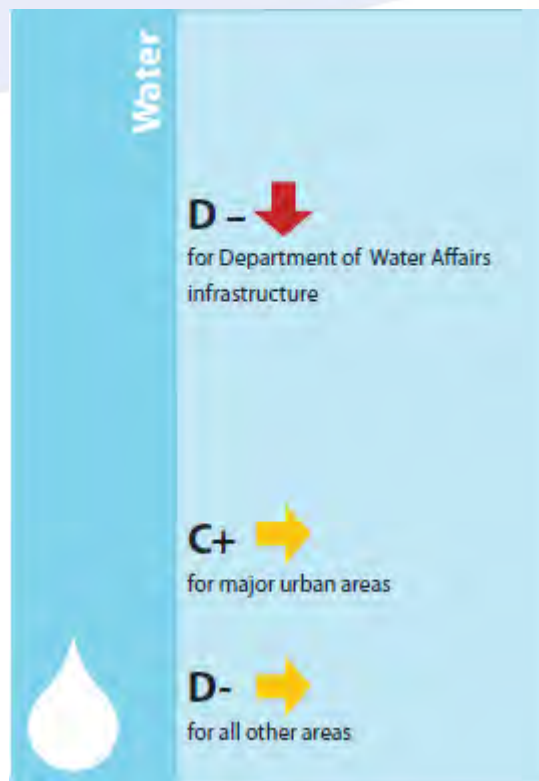 Water
D –
for Department of Water Affairs
infrastructure
C+
for major urban areas
D-
for all other areas